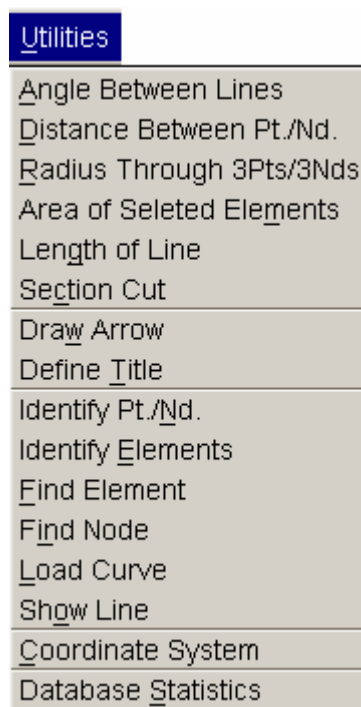 Utilities
Angle Between Lines
Distance Between Pt./Nd.
Radius Through 3Pts/3Nds
Area of Seleted Elements
Length of Line
Section Cut
Draw Arrow
Define Title
Identify Pt./Nd.
Identify Elements
Find Element
Find Node
Load Curve
Show Line
Coordinate System
Database Statistics